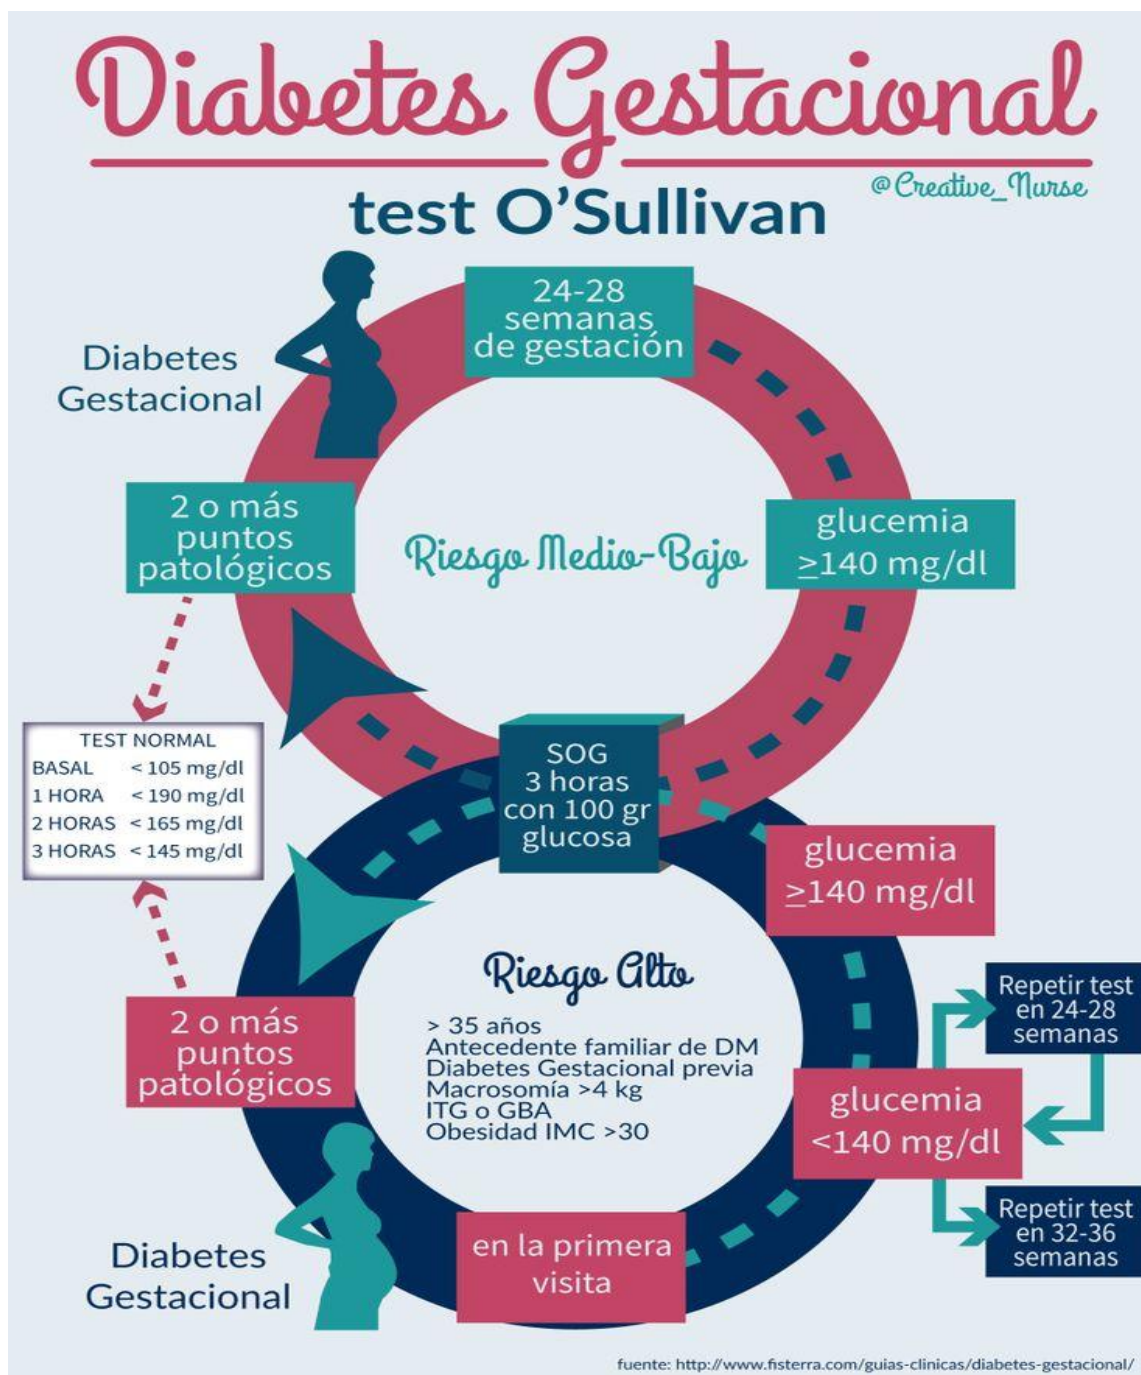 Diabetes Gestacional
@Creative_Nurse
test O'Sullivan
24-28
semanas
de gestación
Diabetes
Gestacional
2 o más
puntos
patológicos
Riesgo Medio-Bajo
glucemia
≥140 mg/dl
TEST NORMAL
BASAL < 105 mg/dl
1 HORA < 190 mg/dl
2 HORAS < 165 mg/dl
3 HORAS < 145 mg/dl
SOG
3 horas
con 100 gr
glucosa
glucemia
≥140 mg/dl
Riesgo Alto
> 35 años
Antecedente familiar de DM
Diabetes Gestacional previa
Macrosomía >4 kg
ITG o GBA
Obesidad IMC >30
2 o más
puntos
patológicos
Repetir test
en 24-28
semanas
glucemia
<140 mg/dl
Repetir test
en 32-36
semanas
en la primera
visita
Diabetes
Gestacional
fuente: http://www.fisterra.com/guias-clinicas/diabetes-gestacional/